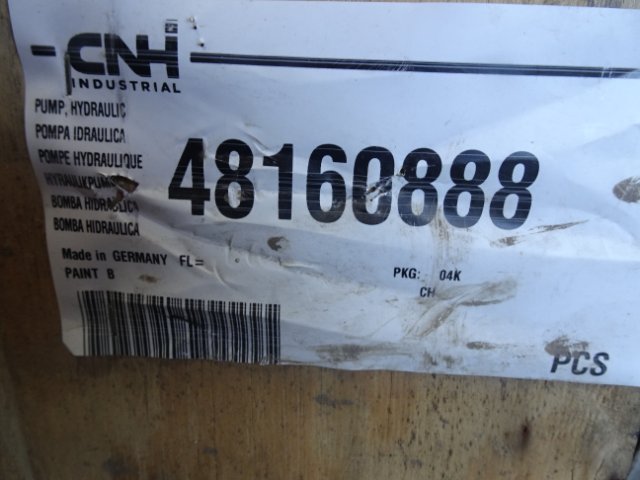 CNH
INDUSTRIAL
PUMP, HYDRAULIC
POMPA IDRAULICA
POMPE HYDRAULIQUE
HYRAULIKPUMPE
BOMBA HIDRAULICA
BOMBA HIDRAULICA
48160888
Made in GERMANY FL=
PAINT B
PKG: 04K
CH
PCS